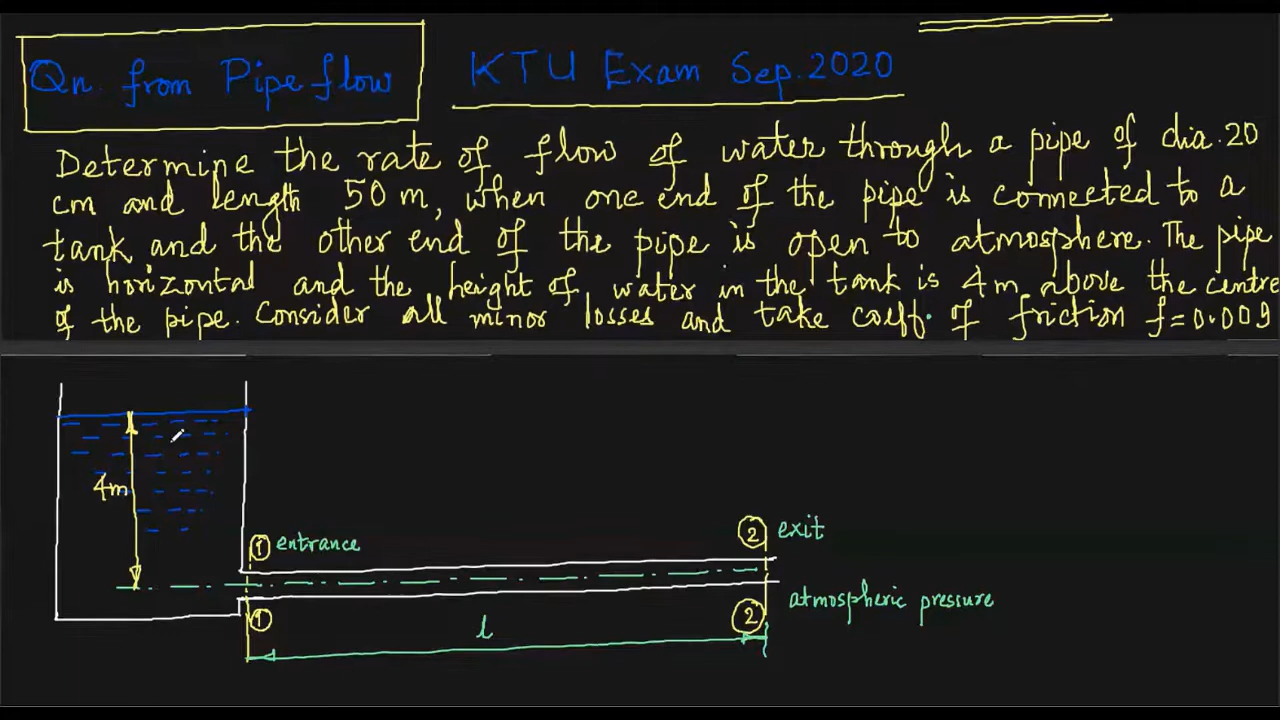 Qn. from Pipe flow
KTU Exam Sep. 2020
Determine the rate of flow of water through a pipe of dia. 20
cm and length 50 m, when one end of the pipe is connected to a
tank and the other end of the pipe is open to atmosphere. The pipe
is horizontal and the height of water in the tank is 4m above the centre
of the pipe. Consider all minor losses and take coeff. of friction f = 0.009
4m
① entrance
② exit
atmospheric pressure
①
②
l